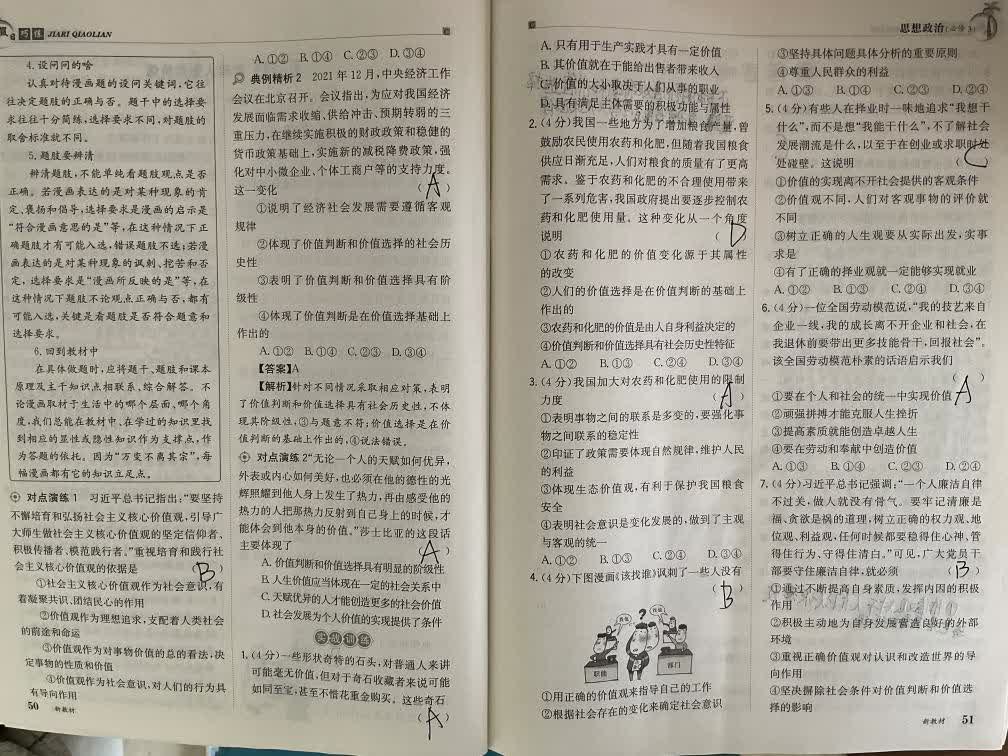 假日 巧练 JIARI QIAOLIAN
4.设问问的啥
认真对待漫画题的设问关键词,它往
往决定题肢的正确与否。题干中的选择要
求往往十分简练,选择要求不同,对题肢的
取舍标准就不同。
5.题肢要辩清
辨清题肢,不能单纯看题肢观点是否
正确。若漫画表达的是对某种现象的肯
定、褒扬和倡导,选择要求是漫画的启示是
“符合漫画意思的是”等,在这种情况下正
确题肢才有可能入选,错误题肢不选;若漫
画表达的是对某种现象的讽刺、挖苦和否
定,选择要求是“漫画所反映的是”等,在
这种情况下题肢不论观点正确与否,都有
可能入选,关键是看题肢是否符合题意和
选择要求。
6.回到教材中
在具体做题时,应将题干、题肢和课本
原理及主干知识点相联系,综合解答。不
论漫画取材于生活中的哪个层面、哪个角
度,我们总能在教材中、在学过的知识里找
到相应的显性或隐性知识作为支撑点,作
为答题的依托。因为“万变不离其宗”,每
幅漫画都有它的知识立足点。
对点演练1 习近平总书记指出:“要坚持
不懈培育和弘扬社会主义核心价值观,引导广
大师生做社会主义核心价值观的坚定信仰者、
积极传播者、模范践行者。”重视培育和践行社
会主义核心价值观的依据是 ( B )
①社会主义核心价值观作为社会意识,有
着凝聚共识、团结民心的作用
②价值观作为理想追求,支配着人类社会
的前途和命运
③价值观作为对事物价值的总的看法,决
定事物的性质和价值
④价值观作为社会意识,对人们的行为具
有导向作用
50 新教材
A.①② B.①④ C.②③ D.③④
典例精析2 2021年12月,中央经济工作
会议在北京召开。会议指出,为应对我国经济
发展面临需求收缩、供给冲击、预期转弱的三
重压力,在继续实施积极的财政政策和稳健的
货币政策基础上,实施新的减税降费政策,强
化对中小微企业、个体工商户等的支持力度。
这一变化 ( A )
①说明了经济社会发展需要遵循客观
规律
②体现了价值判断和价值选择的社会历
史性
③表明了价值判断和价值选择具有阶
级性
④体现了价值判断是在价值选择基础上
作出的
A.①② B.①④ C.②③ D.③④
【答案】A
【解析】针对不同情况采取相应对策,表明
了价值判断和价值选择具有社会历史性,不体
现其阶级性,③与题意不符;价值选择是在价
值判断的基础上作出的,④说法错误。
对点演练2 “无论一个人的天赋如何优异,
外表或内心如何美好,也必须在他的德性的光
辉照耀到他人身上发生了热力,再由感受他的
热力的人把那热力反射到自己身上的时候,才
能体会到他本身的价值。”莎士比亚的这段话
主要体现了 ( A )
A.价值判断和价值选择具有明显的阶级性
B.人生价值应当体现在一定的社会关系中
C.天赋优异的人才能创造更多的社会价值
D.社会发展为个人价值的实现提供了条件
实战训练
1.(4分)一些形状奇特的石头,对普通人来讲
可能毫无价值,但对于奇石收藏者来说可能
如同至宝,甚至不惜花重金购买。这些奇石
( A )
思想政治(必修3)
A.只有用于生产实践才具有一定价值
B.其价值就在于能给出售者带来收入
C.价值的大小取决于人们从事的职业
D.具有满足主体需要的积极功能与属性
2.(4分)我国一些地方为了增加粮食产量,曾
鼓励农民使用农药和化肥,但随着我国粮食
供应日渐充足,人们对粮食的质量有了更高
需求。鉴于农药和化肥的不合理使用带来
了一系列危害,我国政府提出要逐步控制农
药和化肥使用量。这种变化从一个角度
说明 ( D )
①农药和化肥的价值变化源于其属性
的改变
②人们的价值选择是在价值判断的基础上
作出的
③农药和化肥的价值是由人自身利益决定的
④价值判断和价值选择具有社会历史性特征
A.①② B.①③ C.②④ D.③④
3.(4分)我国加大对农药和化肥使用的限制
力度 ( A )
①表明事物之间的联系是多变的,要强化事
物之间联系的稳定性
②印证了政策需要体现自然规律,维护人民
的利益
③体现生态价值观,有利于保护我国粮食
安全
④表明社会意识是变化发展的,做到了主观
与客观的统一
A.①② B.①③ C.②④ D.③④
4.(4分)下图漫画《该找谁》讽刺了一些人没有
( B )
找他
?
找他
职能
部门
①用正确的价值观来指导自己的工作
②根据社会存在的变化来确定社会意识
③坚持具体问题具体分析的重要原则
④尊重人民群众的利益
A.①③ B.①④ C.②③ D.②④
5.(4分)有些人在择业时一味地追求“我想干
什么”,而不是想“我能干什么”,不了解社会
发展潮流是什么,以至于在创业或求职时处
处碰壁。这说明 ( C )
①价值的实现离不开社会提供的客观条件
②价值观不同,人们对客观事物的评价就
不同
③树立正确的人生观要从实际出发,实事
求是
④有了正确的择业观就一定能够实现就业
A.①② B.①③ C.②④ D.③④
6.(4分)一位全国劳动模范说,“我的技艺来自
企业一线,我的成长离不开企业和社会,在
我退休前要带出更多技能骨干,回报社会”。
该全国劳动模范朴素的话语启示我们
( A )
①要在个人和社会的统一中实现价值
②顽强拼搏才能克服人生挫折
③提高素质就能创造卓越人生
④要在劳动和奉献中创造价值
A.①③ B.①④ C.②③ D.②④
7.(4分)习近平总书记强调:“一个人廉洁自律
不过关,做人就没有骨气。要牢记清廉是
福、贪欲是祸的道理,树立正确的权力观、地
位观、利益观,任何时候都要稳得住心神、管
得住行为、守得住清白。”可见,广大党员干
部要守住廉洁自律,就必须 ( B )
①通过不断提高自身素质,发挥内因的积极
作用
②积极主动地为自身发展营造良好的外部
环境
③重视正确价值观对认识和改造世界的导
向作用
④坚决摒除社会条件对价值判断和价值选
择的影响
新教材 51